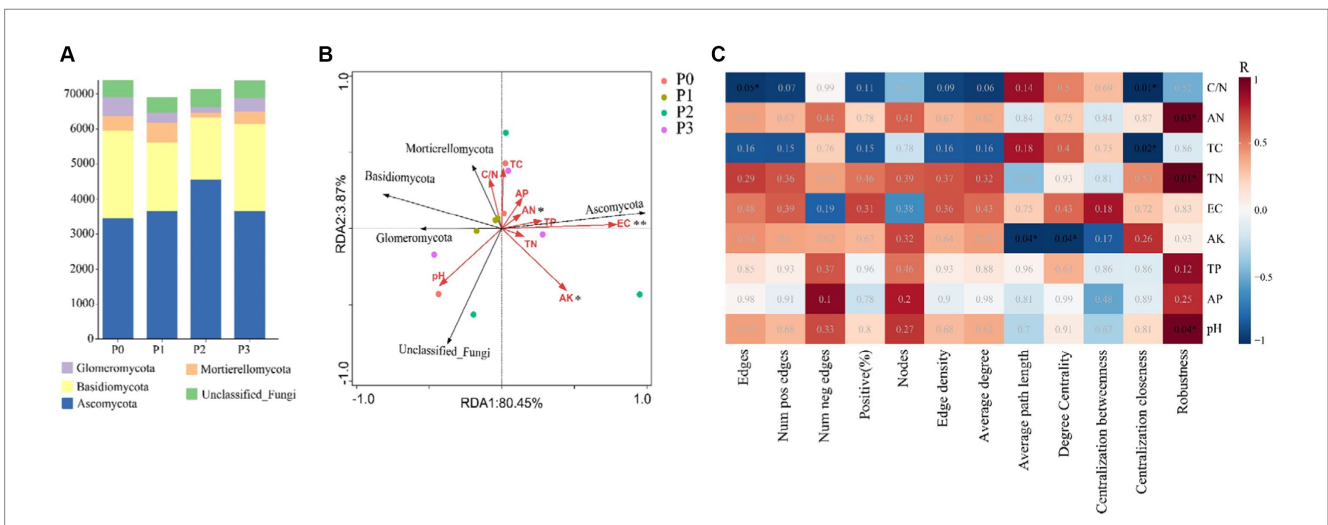 A
70000
6000
5000
4000
3000
2000
1000
0
P0 P1 P2 P3
Glomeromycota Mortierellomycota
Basidiomycota Unclassified_Fungi
Ascomycota
B
1.0
P0
P1
P2
P3
Morticrellomycota
TC
C/N
Basidiomycota
AP
AN *
Ascomycota
TP
EC **
Glomeromycota
TN
pH
AK *
Unclassified_Fungi
RDA2:3.87%
-1.0
-1.0 RDA1:80.45% 1.0
C
R
0.05* 0.07 0.99 0.11 0.09 0.06 0.14 0.69 0.01* C/N
0.67 0.44 0.78 0.41 0.67 0.62 0.84 0.75 0.84 0.87 0.03* AN
0.16 0.15 0.76 0.15 0.78 0.16 0.16 0.18 0.4 0.75 0.02* 0.86 TC
0.29 0.36 0.46 0.39 0.37 0.32 0.93 0.81 0.01* TN
0.48 0.39 0.19 0.31 0.38 0.36 0.43 0.75 0.43 0.18 0.72 0.83 EC
0.67 0.32 0.04* 0.04* 0.17 0.26 0.93 AK
0.85 0.93 0.37 0.96 0.46 0.93 0.88 0.96 0.64 0.86 0.86 0.12 TP
0.98 0.91 0.1 0.78 0.2 0.9 0.98 0.81 0.99 0.48 0.89 0.25 AP
0.68 0.33 0.8 0.27 0.68 0.62 0.7 0.91 0.67 0.81 0.04* pH
1
0.5
0
−0.5
−1
Edges
Num pos edges
Num neg edges
Positive(%)
Nodes
Edge density
Average degree
Average path length
Degree Centrality
Centralization betweenness
Centralization closeness
Robustness